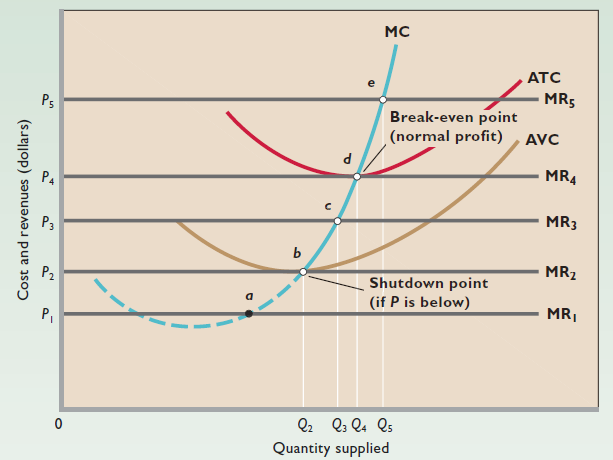 MC
ATC
e
P5
MR5
Break-even point
(normal profit)
AVC
d
P4
MR4
c
P3
MR3
b
P2
MR2
Shutdown point
(if P is below)
a
P1
MR1
Cost and revenues (dollars)
0
Q2 Q3 Q4 Q5
Quantity supplied